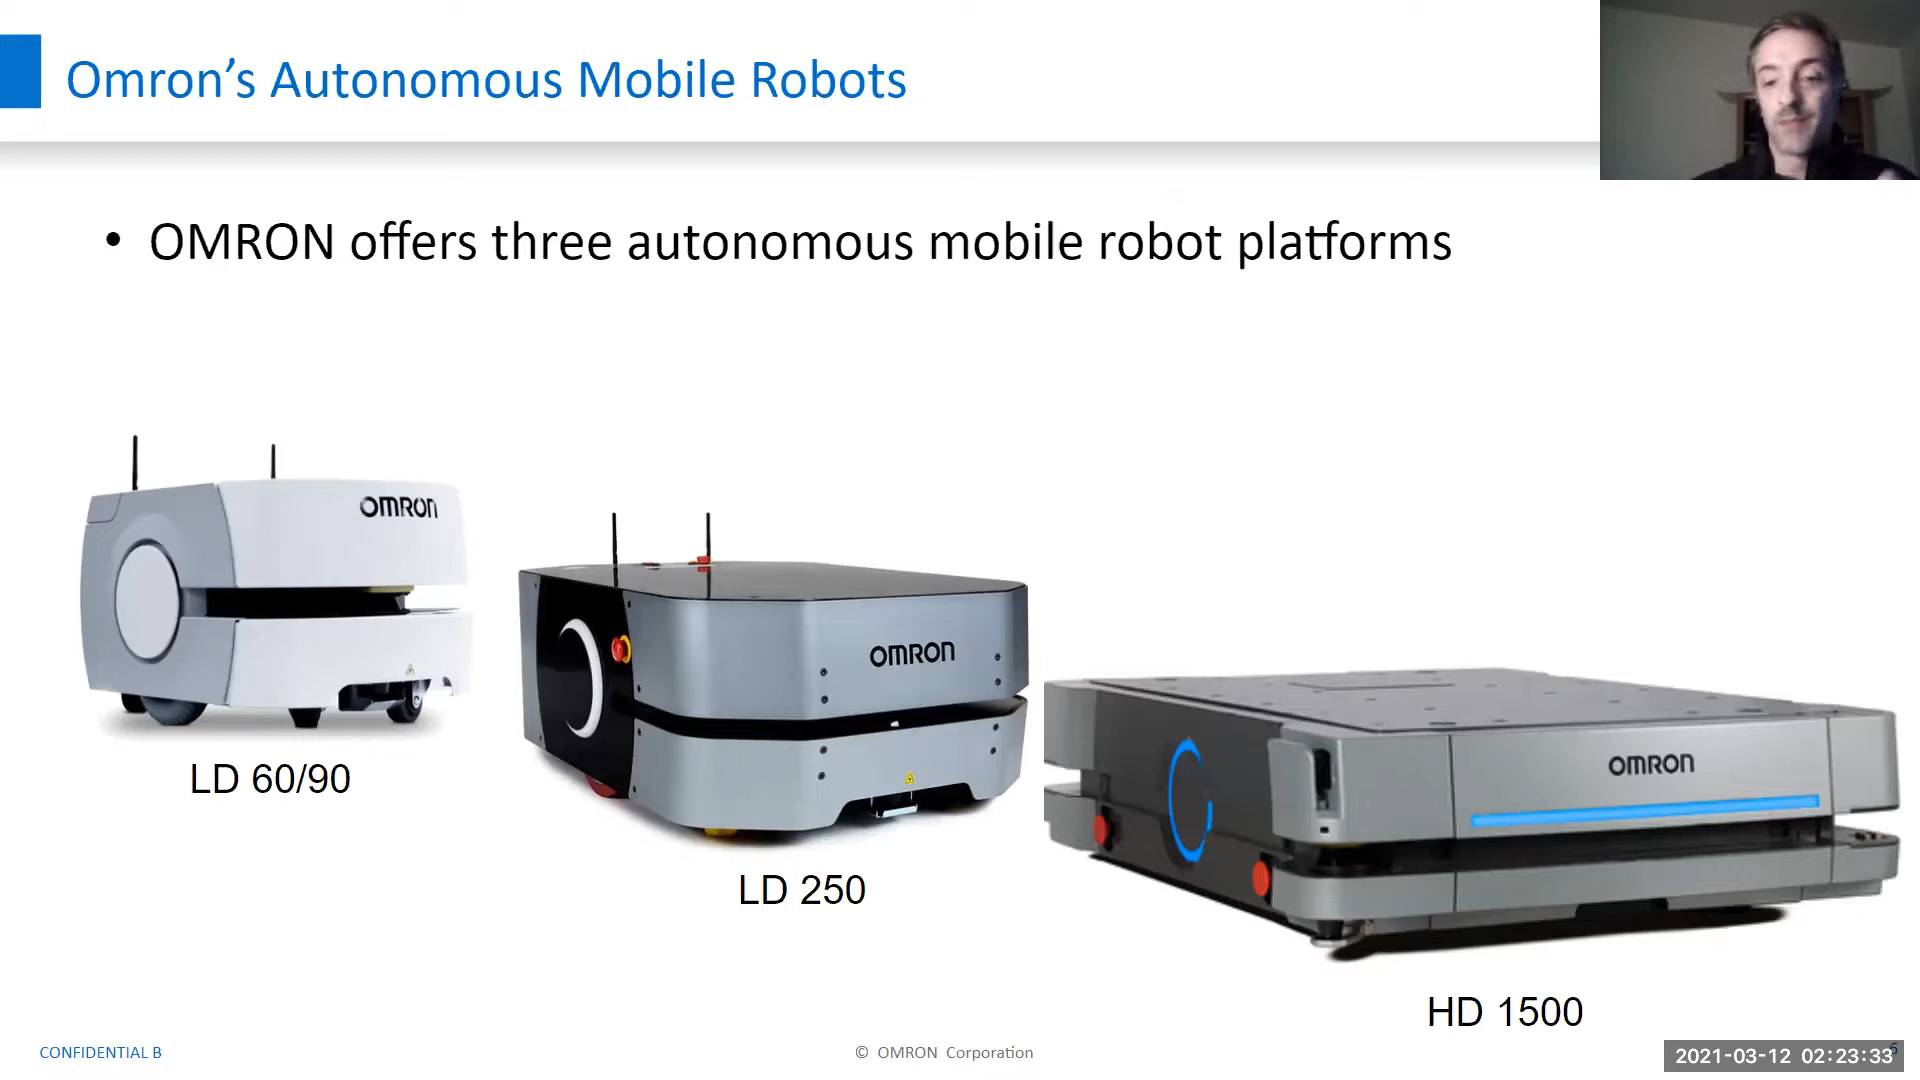 Omron’s Autonomous Mobile Robots
• OMRON offers three autonomous mobile robot platforms
OMRON
OMRON
OMRON
LD 60/90
LD 250
HD 1500
CONFIDENTIAL B
© OMRON Corporation
6
2021-03-12 02:23:33